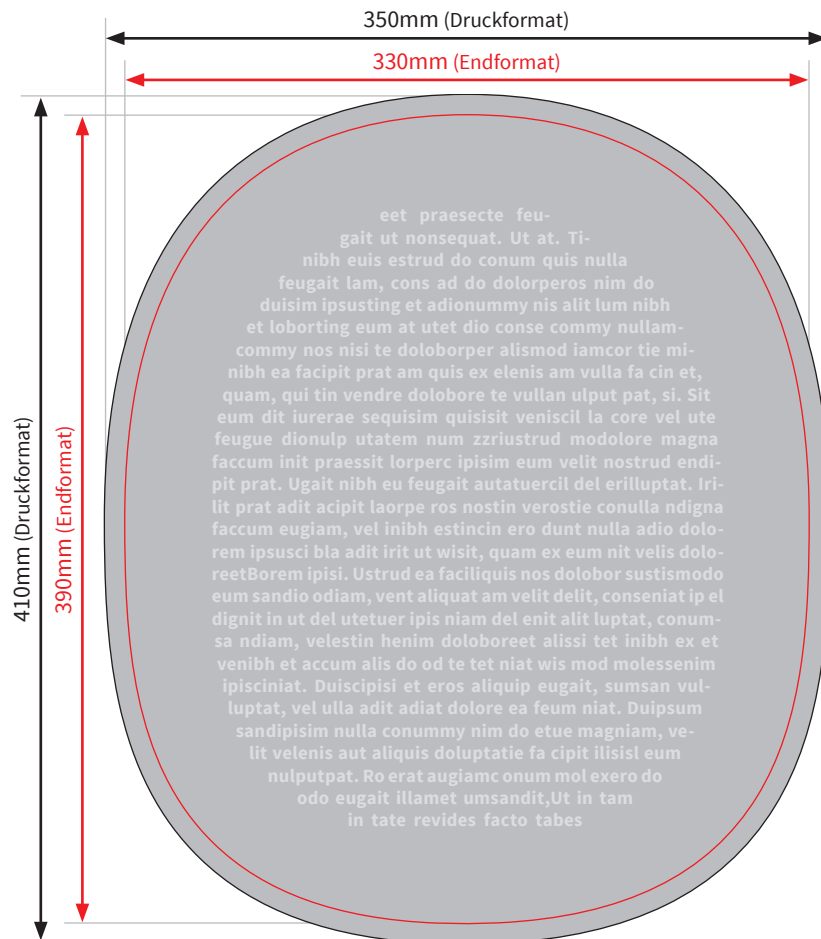 350mm (Druckformat)
330mm (Endformat)
410mm (Druckformat)
390mm (Endformat)
eet praesecte feu-
gait ut nonsequat. Ut at. Ti-
nibh euis estrud do conum quis nulla
feugait lam, cons ad do dolorperos nim do
duisim ipsusting et adionummy nis alit lum nibh
et loborting eum at utet dio conse commy nullam-
commy nos nisi te doloborper alismod iamcor tie mi-
nibh ea facipit prat am quis ex elenis am vulla fa cin et,
quam, qui tin vendre dolobore te vullan ulput pat, si. Sit
eum dit iurerae sequisim quisisit veniscil la core vel ute
feugue dionulp utatem num zzriustrud modolore magna
faccum init praessit lorperc ipisim eum velit nostrud endi-
pit prat. Ugait nibh eu feugait autatuercil del erilluptat. Iri-
lit prat adit acipit laorpe ros nostin verostie conulla ndigna
faccum eugiam, vel inibh estincin ero dunt nulla adio dolo-
rem ipsusci bla adit irit ut wisit, quam ex eum nit velis dolo-
reetBorem ipisi. Ustrud ea faciliquis nos dolobor sustismodo
eum sandio odiam, vent aliquat am velit delit, conseniat ip el
dignit in ut del utetuer ipis niam del enit alit luptat, conum-
sa ndiam, velestin henim doloboreet alissi tet inibh ex et
venibh et accum alis do od te tet niat wis mod molessenim
ipisciniat. Duiscipisi et eros aliquip eugait, sumsan vul-
luptat, vel ulla adit adiat dolore ea feum niat. Duipsum
sandipisim nulla conummy nim do etue magniam, ve-
lit velenis aut aliquis doluptatie fa cipit ilisisl eum
nulputpat. Ro erat augiamc onum mol exero do
odo eugait illamet umsandit,Ut in tam
in tate revides facto tabes